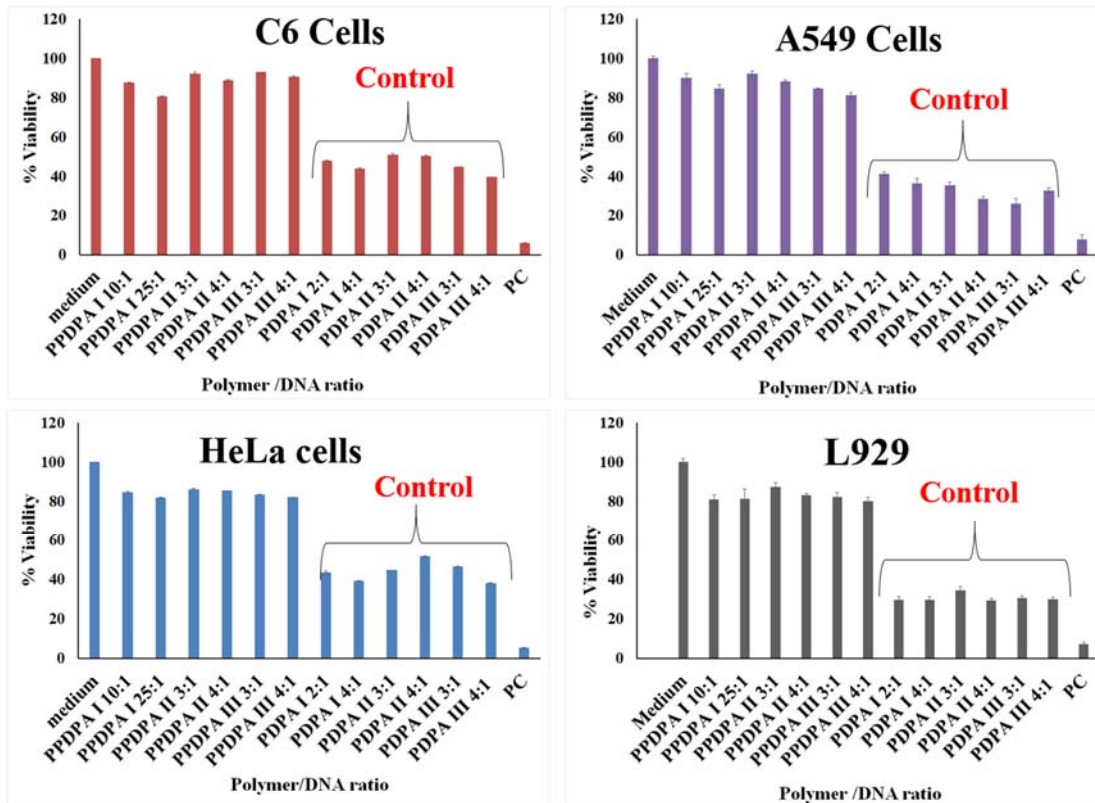 C6 Cells
Control
% Viability
120
100
80
60
40
20
0
medium
PPDPA I 10:1
PPDPA I 25:1
PPDPA II 3:1
PPDPA II 4:1
PPDPA III 3:1
PPDPA III 4:1
PDPA I 2:1
PDPA I 4:1
PDPA II 3:1
PDPA II 4:1
PDPA III 3:1
PDPA III 4:1
PC
Polymer /DNA ratio
A549 Cells
Control
% Viability
120
100
80
60
40
20
0
Medium
PPDPA I 10:1
PPDPA I 25:1
PPDPA II 3:1
PPDPA II 4:1
PPDPA III 3:1
PPDPA III 4:1
PDPA I 2:1
PDPA I 4:1
PDPA II 3:1
PDPA II 4:1
PDPA III 3:1
PDPA III 4:1
PC
Polymer/DNA ratio
HeLa cells
Control
% Viability
120
100
80
60
40
20
0
medium
PPDPA I 10:1
PPDPA I 25:1
PPDPA II 3:1
PPDPA II 4:1
PPDPA III 3:1
PPDPA III 4:1
PDPA I 2:1
PDPA I 4:1
PDPA II 3:1
PDPA II 4:1
PDPA III 3:1
PDPA III 4:1
PC
Polymer/DNA ratio
L929
Control
% Viability
120
100
80
60
40
20
0
Medium
PPDPA I 10:1
PPDPA I 25:1
PPDPA II 3:1
PPDPA II 4:1
PPDPA III 3:1
PPDPA III 4:1
PDPA I 2:1
PDPA I 4:1
PDPA II 3:1
PDPA II 4:1
PDPA III 3:1
PDPA III 4:1
PC
Polymer /DNA ratio